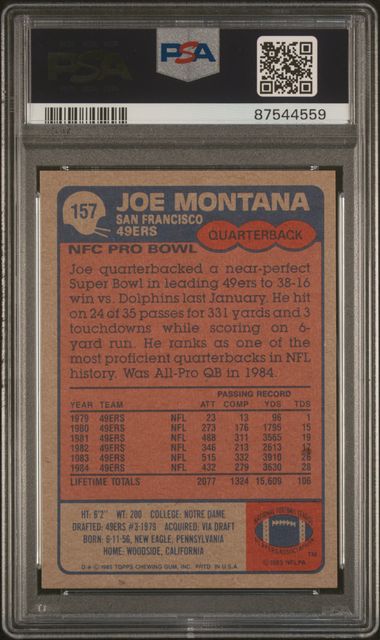 PSA
PSA
87544559
157
JOE MONTANA
SAN FRANCISCO
49ERS
QUARTERBACK
NFC PRO BOWL
Joe quarterbacked a near-perfect
Super Bowl in leading 49ers to 38-16
win vs. Dolphins last January. He hit
on 24 of 35 passes for 331 yards and 3
touchdowns while scoring on 6-
yard run. He ranks as one of the
most proficient quarterbacks in NFL
history. Was All-Pro QB in 1984.
PASSING RECORD
YEAR TEAM ATT COMP YDS TDS
1979 49ERS NFL 23 13 96 1
1980 49ERS NFL 273 176 1795 15
1981 49ERS NFL 488 311 3565 19
1982 49ERS NFL 346 213 2613
1983 49ERS NFL 515 332 3910 26
1984 49ERS NFL 432 279 3630 28
LIFETIME TOTALS 2077 1324 15,609 106
HT: 6'2" WT: 200 COLLEGE: NOTRE DAME
DRAFTED: 49ERS #3-1979 ACQUIRED: VIA DRAFT
BORN: 6-11-56, NEW EAGLE, PENNSYLVANIA
HOME: WOODSIDE, CALIFORNIA
© 1985 TOPPS CHEWING GUM, INC. PRTD. IN U.S.A.
NATIONAL FOOTBALL LEAGUE
PLAYERS ASSOCIATION
TM
© 1985 NFLPA